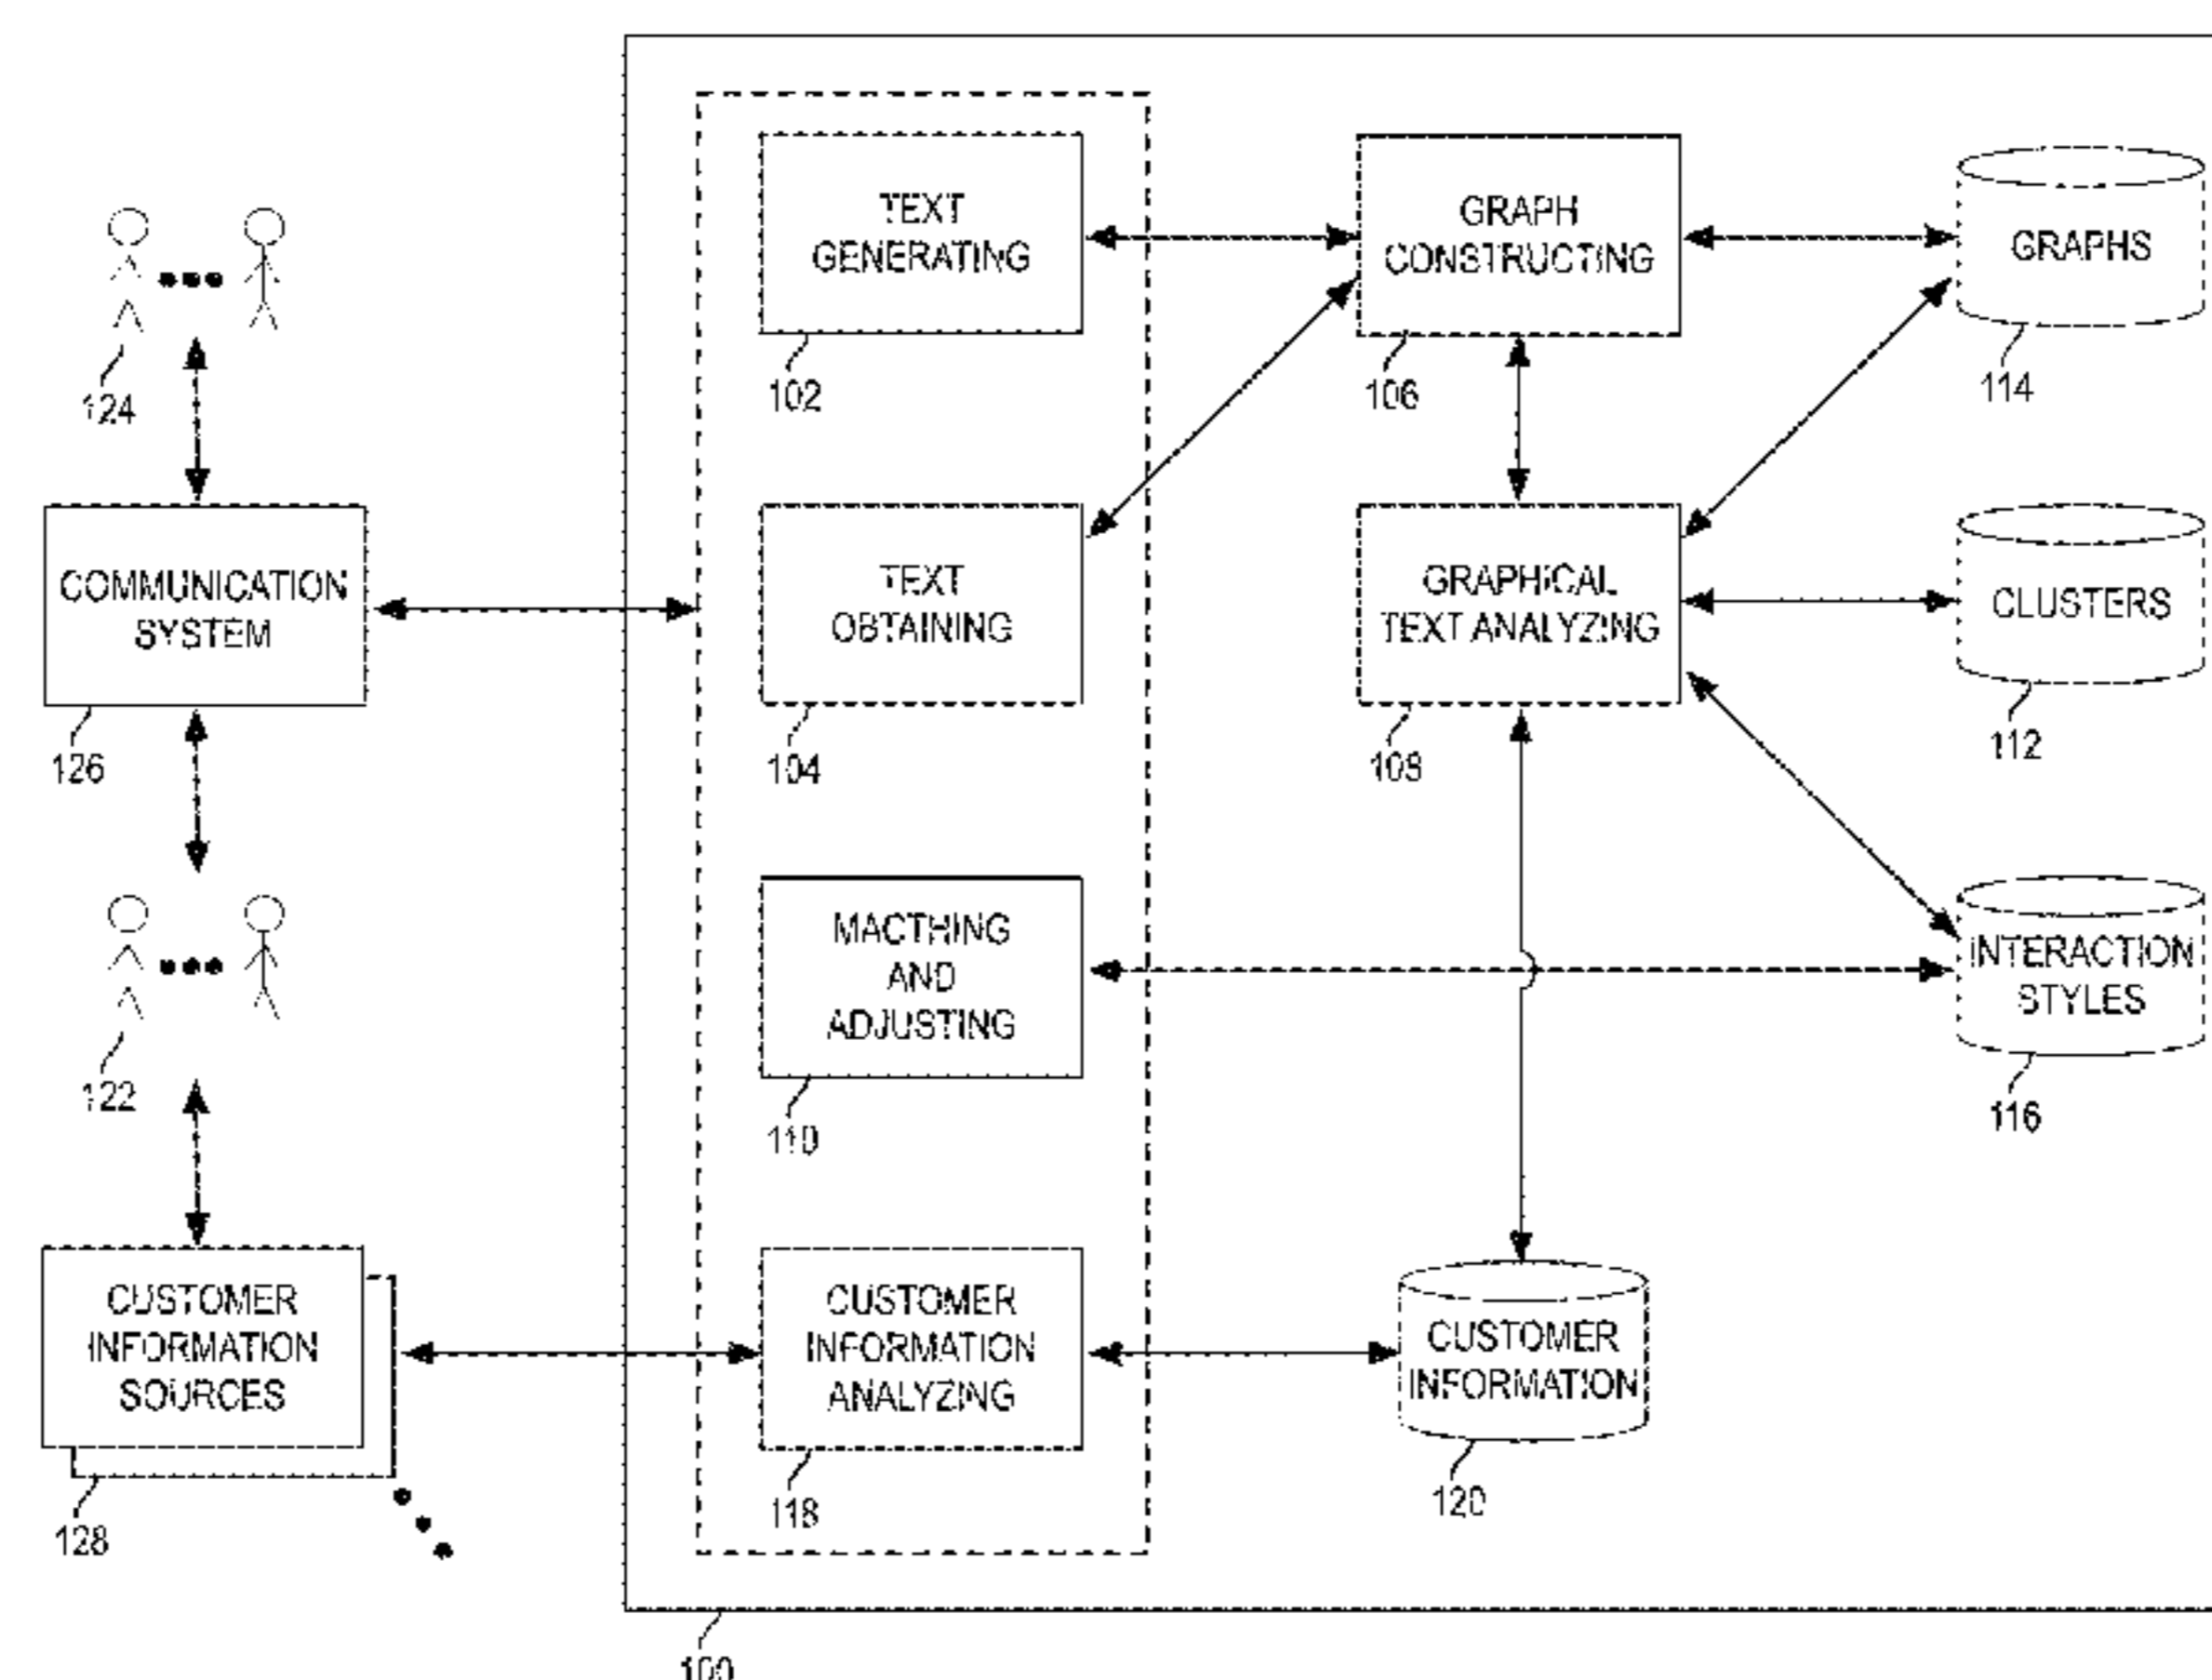 TEXT
GENERATING
102
GRAPH
CONSTRUCTING
106
GRAPHS
114
124
COMMUNICATION
SYSTEM
126
TEXT
OBTAINING
104
GRAPHICAL
TEXT ANALYZING
108
CLUSTERS
112
122
MACTHING
AND
ADJUSTING
110
INTERACTION
STYLES
116
CUSTOMER
INFORMATION
SOURCES
128
CUSTOMER
INFORMATION
ANALYZING
118
CUSTOMER
INFORMATION
120
100